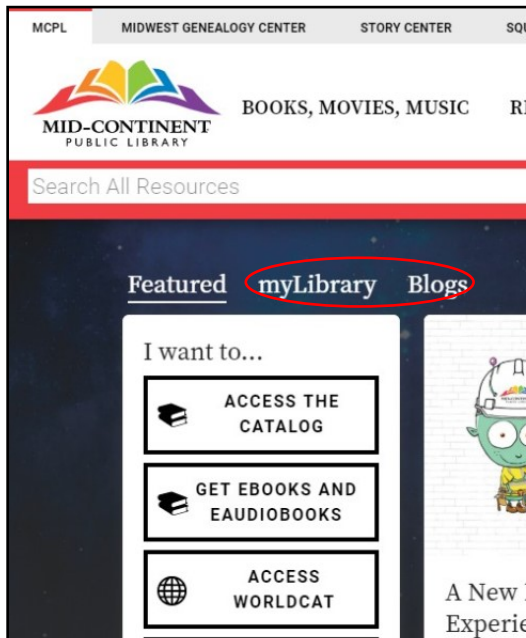 MCPL MIDWEST GENEALOGY CENTER STORY CENTER
MID-CONTINENT
PUBLIC LIBRARY
BOOKS, MOVIES, MUSIC
Search All Resources
Featured myLibrary Blogs
I want to...
ACCESS THE
CATALOG
GET EBOOKS AND
EAUDIOBOOKS
ACCESS
WORLDCAT
A New